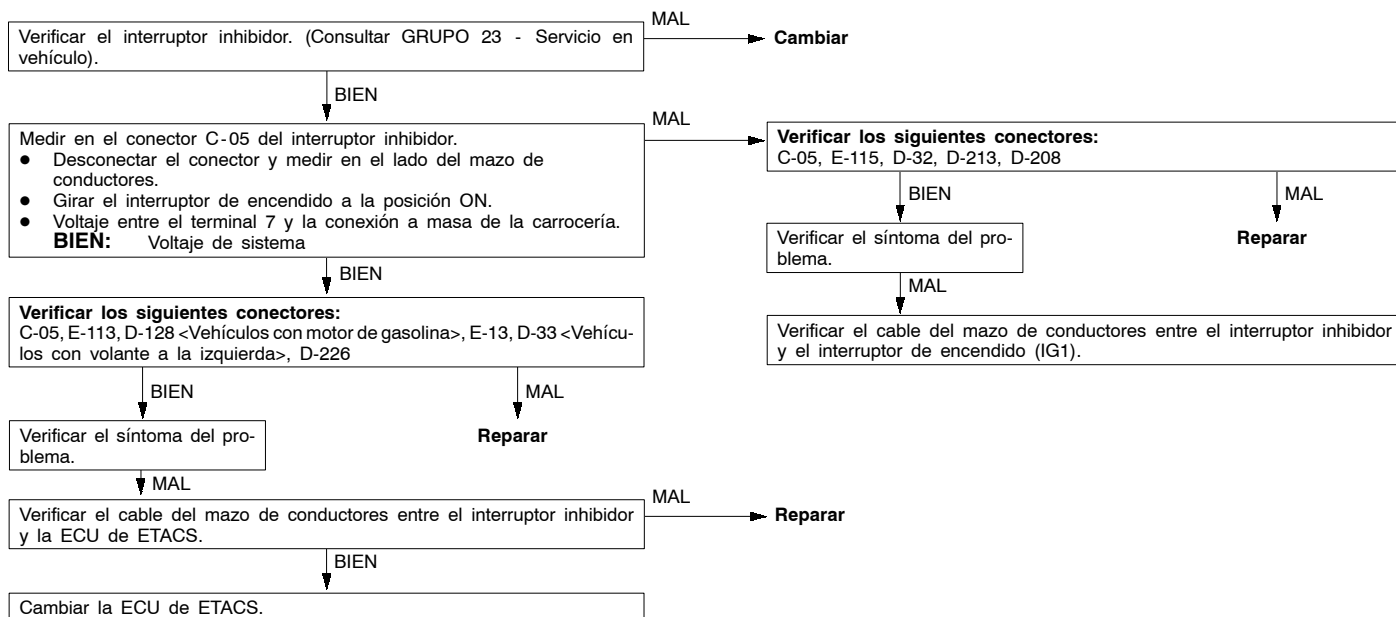 Verificar el interruptor inhibidor. (Consultar GRUPO 23 - Servicio en
vehículo).
MAL
Cambiar
BIEN
Medir en el conector C-05 del interruptor inhibidor.
● Desconectar el conector y medir en el lado del mazo de
conductores.
● Girar el interruptor de encendido a la posición ON.
● Voltaje entre el terminal 7 y la conexión a masa de la carrocería.
BIEN: Voltaje de sistema
MAL
Verificar los siguientes conectores:
C-05, E-115, D-32, D-213, D-208
BIEN
MAL
Verificar el síntoma del pro-
blema.
Reparar
MAL
Verificar el cable del mazo de conductores entre el interruptor inhibidor
y el interruptor de encendido (IG1).
BIEN
Verificar los siguientes conectores:
C-05, E-113, D-128 <Vehículos con motor de gasolina>, E-13, D-33 <Vehícu-
los con volante a la izquierda>, D-226
BIEN
MAL
Verificar el síntoma del pro-
blema.
Reparar
MAL
Verificar el cable del mazo de conductores entre el interruptor inhibidor
y la ECU de ETACS.
MAL
Reparar
BIEN
Cambiar la ECU de ETACS.